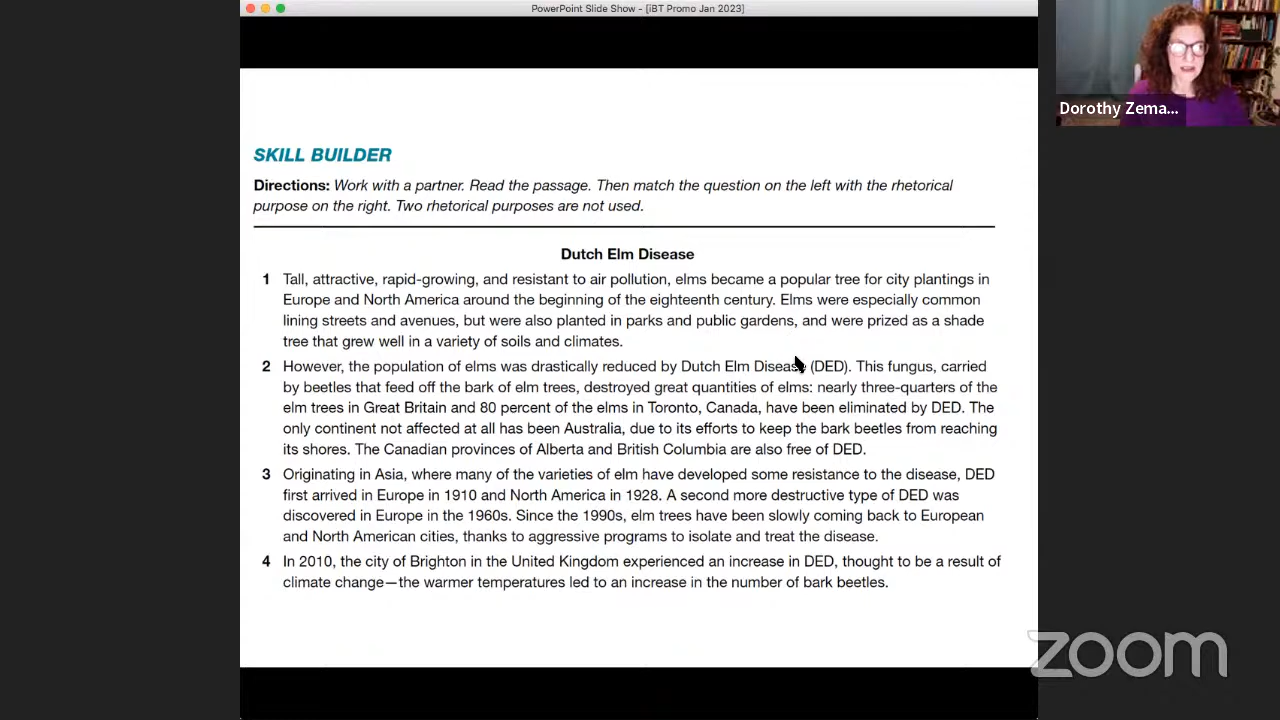 PowerPoint Slide Show - [iBT Promo Jan 2023]
Dorothy Zema...
SKILL BUILDER
Directions: Work with a partner. Read the passage. Then match the question on the left with the rhetorical
purpose on the right. Two rhetorical purposes are not used.
Dutch Elm Disease
1 Tall, attractive, rapid-growing, and resistant to air pollution, elms became a popular tree for city plantings in
Europe and North America around the beginning of the eighteenth century. Elms were especially common
lining streets and avenues, but were also planted in parks and public gardens, and were prized as a shade
tree that grew well in a variety of soils and climates.
2 However, the population of elms was drastically reduced by Dutch Elm Disease (DED). This fungus, carried
by beetles that feed off the bark of elm trees, destroyed great quantities of elms: nearly three-quarters of the
elm trees in Great Britain and 80 percent of the elms in Toronto, Canada, have been eliminated by DED. The
only continent not affected at all has been Australia, due to its efforts to keep the bark beetles from reaching
its shores. The Canadian provinces of Alberta and British Columbia are also free of DED.
3 Originating in Asia, where many of the varieties of elm have developed some resistance to the disease, DED
first arrived in Europe in 1910 and North America in 1928. A second more destructive type of DED was
discovered in Europe in the 1960s. Since the 1990s, elm trees have been slowly coming back to European
and North American cities, thanks to aggressive programs to isolate and treat the disease.
4 In 2010, the city of Brighton in the United Kingdom experienced an increase in DED, thought to be a result of
climate change—the warmer temperatures led to an increase in the number of bark beetles.
zoom